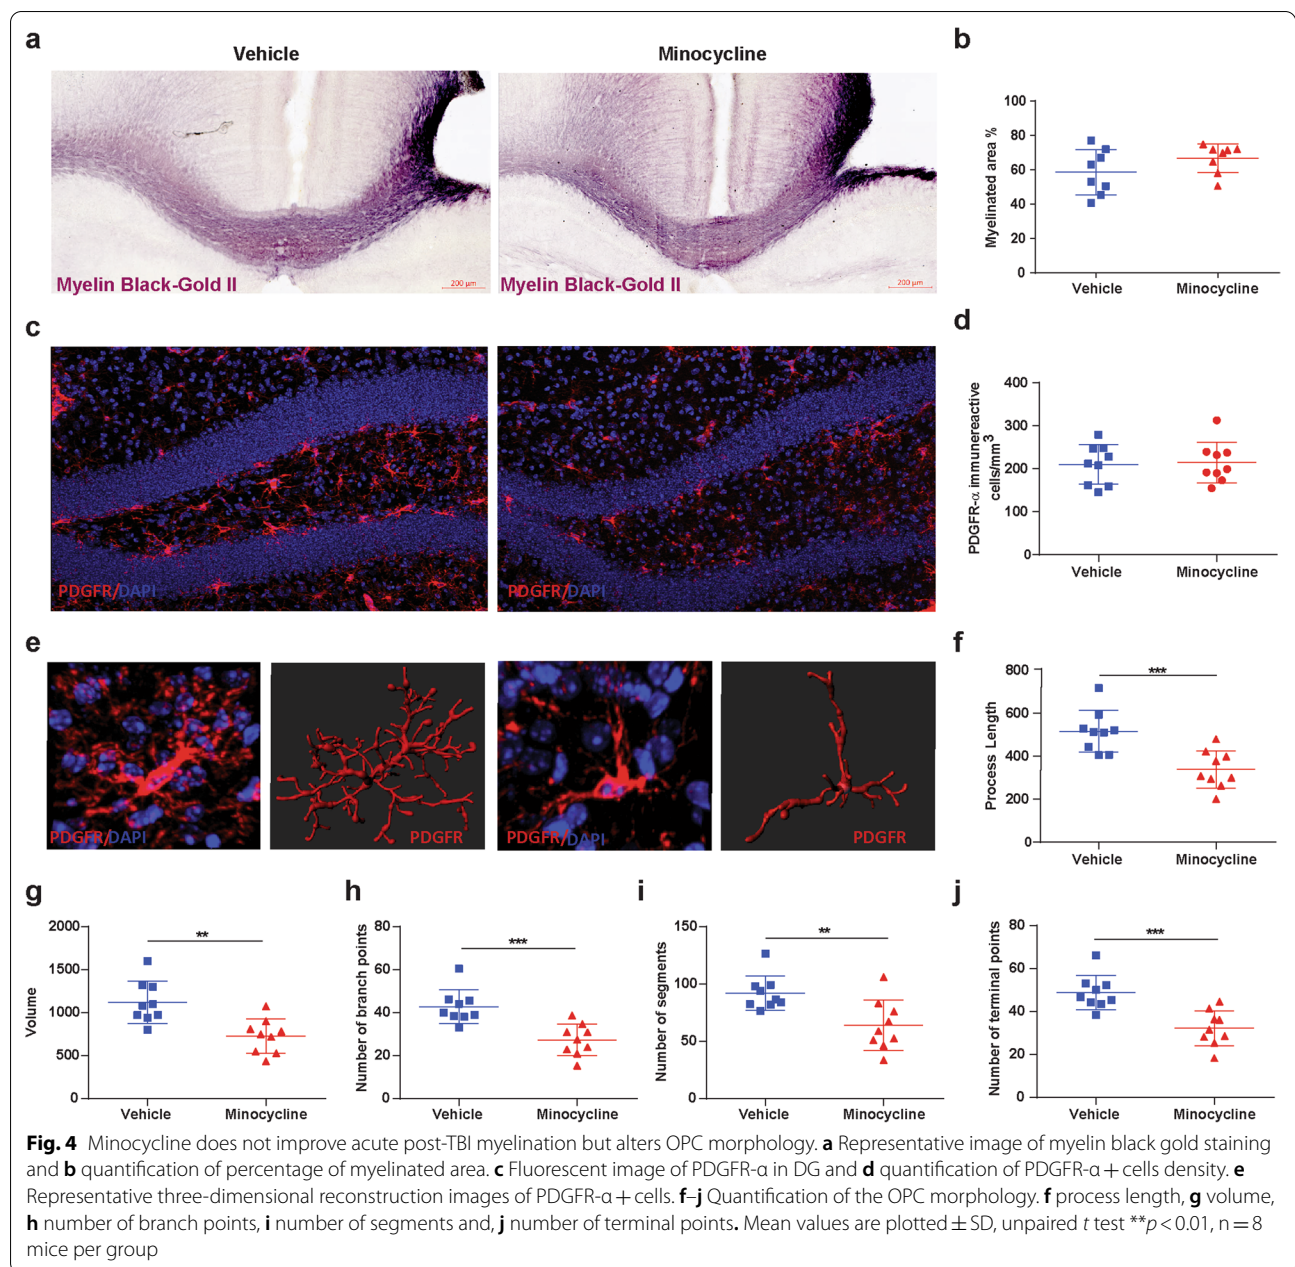 a
Vehicle
Minocycline
Myelin Black-Gold II
200 µm
Myelin Black-Gold II
200 µm
b
Myelinated area %
100
80
60
40
20
0
Vehicle
Minocycline
c
PDGFR/DAPI
PDGFR/DAPI
d
PDGFR-α immunereactive
cells/mm³
400
300
200
100
0
Vehicle
Minocycline
e
PDGFR/DAPI
PDGFR
PDGFR/DAPI
PDGFR
f
Process Length
800
600
400
200
0
***
Vehicle
Minocycline
g
Volume
2000
1500
1000
500
0
**
Vehicle
Minocycline
h
Number of branch points
80
60
40
20
0
***
Vehicle
Minocycline
i
Number of segments
150
100
50
0
**
Vehicle
Minocycline
j
Number of terminal points
80
60
40
20
0
***
Vehicle
Minocycline
Fig. 4 Minocycline does not improve acute post-TBI myelination but alters OPC morphology. a Representative image of myelin black gold staining
and b quantification of percentage of myelinated area. c Fluorescent image of PDGFR-α in DG and d quantification of PDGFR-α + cells density. e
Representative three-dimensional reconstruction images of PDGFR-α + cells. f–j Quantification of the OPC morphology. f process length, g volume,
h number of branch points, i number of segments and, j number of terminal points. Mean values are plotted ± SD, unpaired t test **p < 0.01, n = 8
mice per group